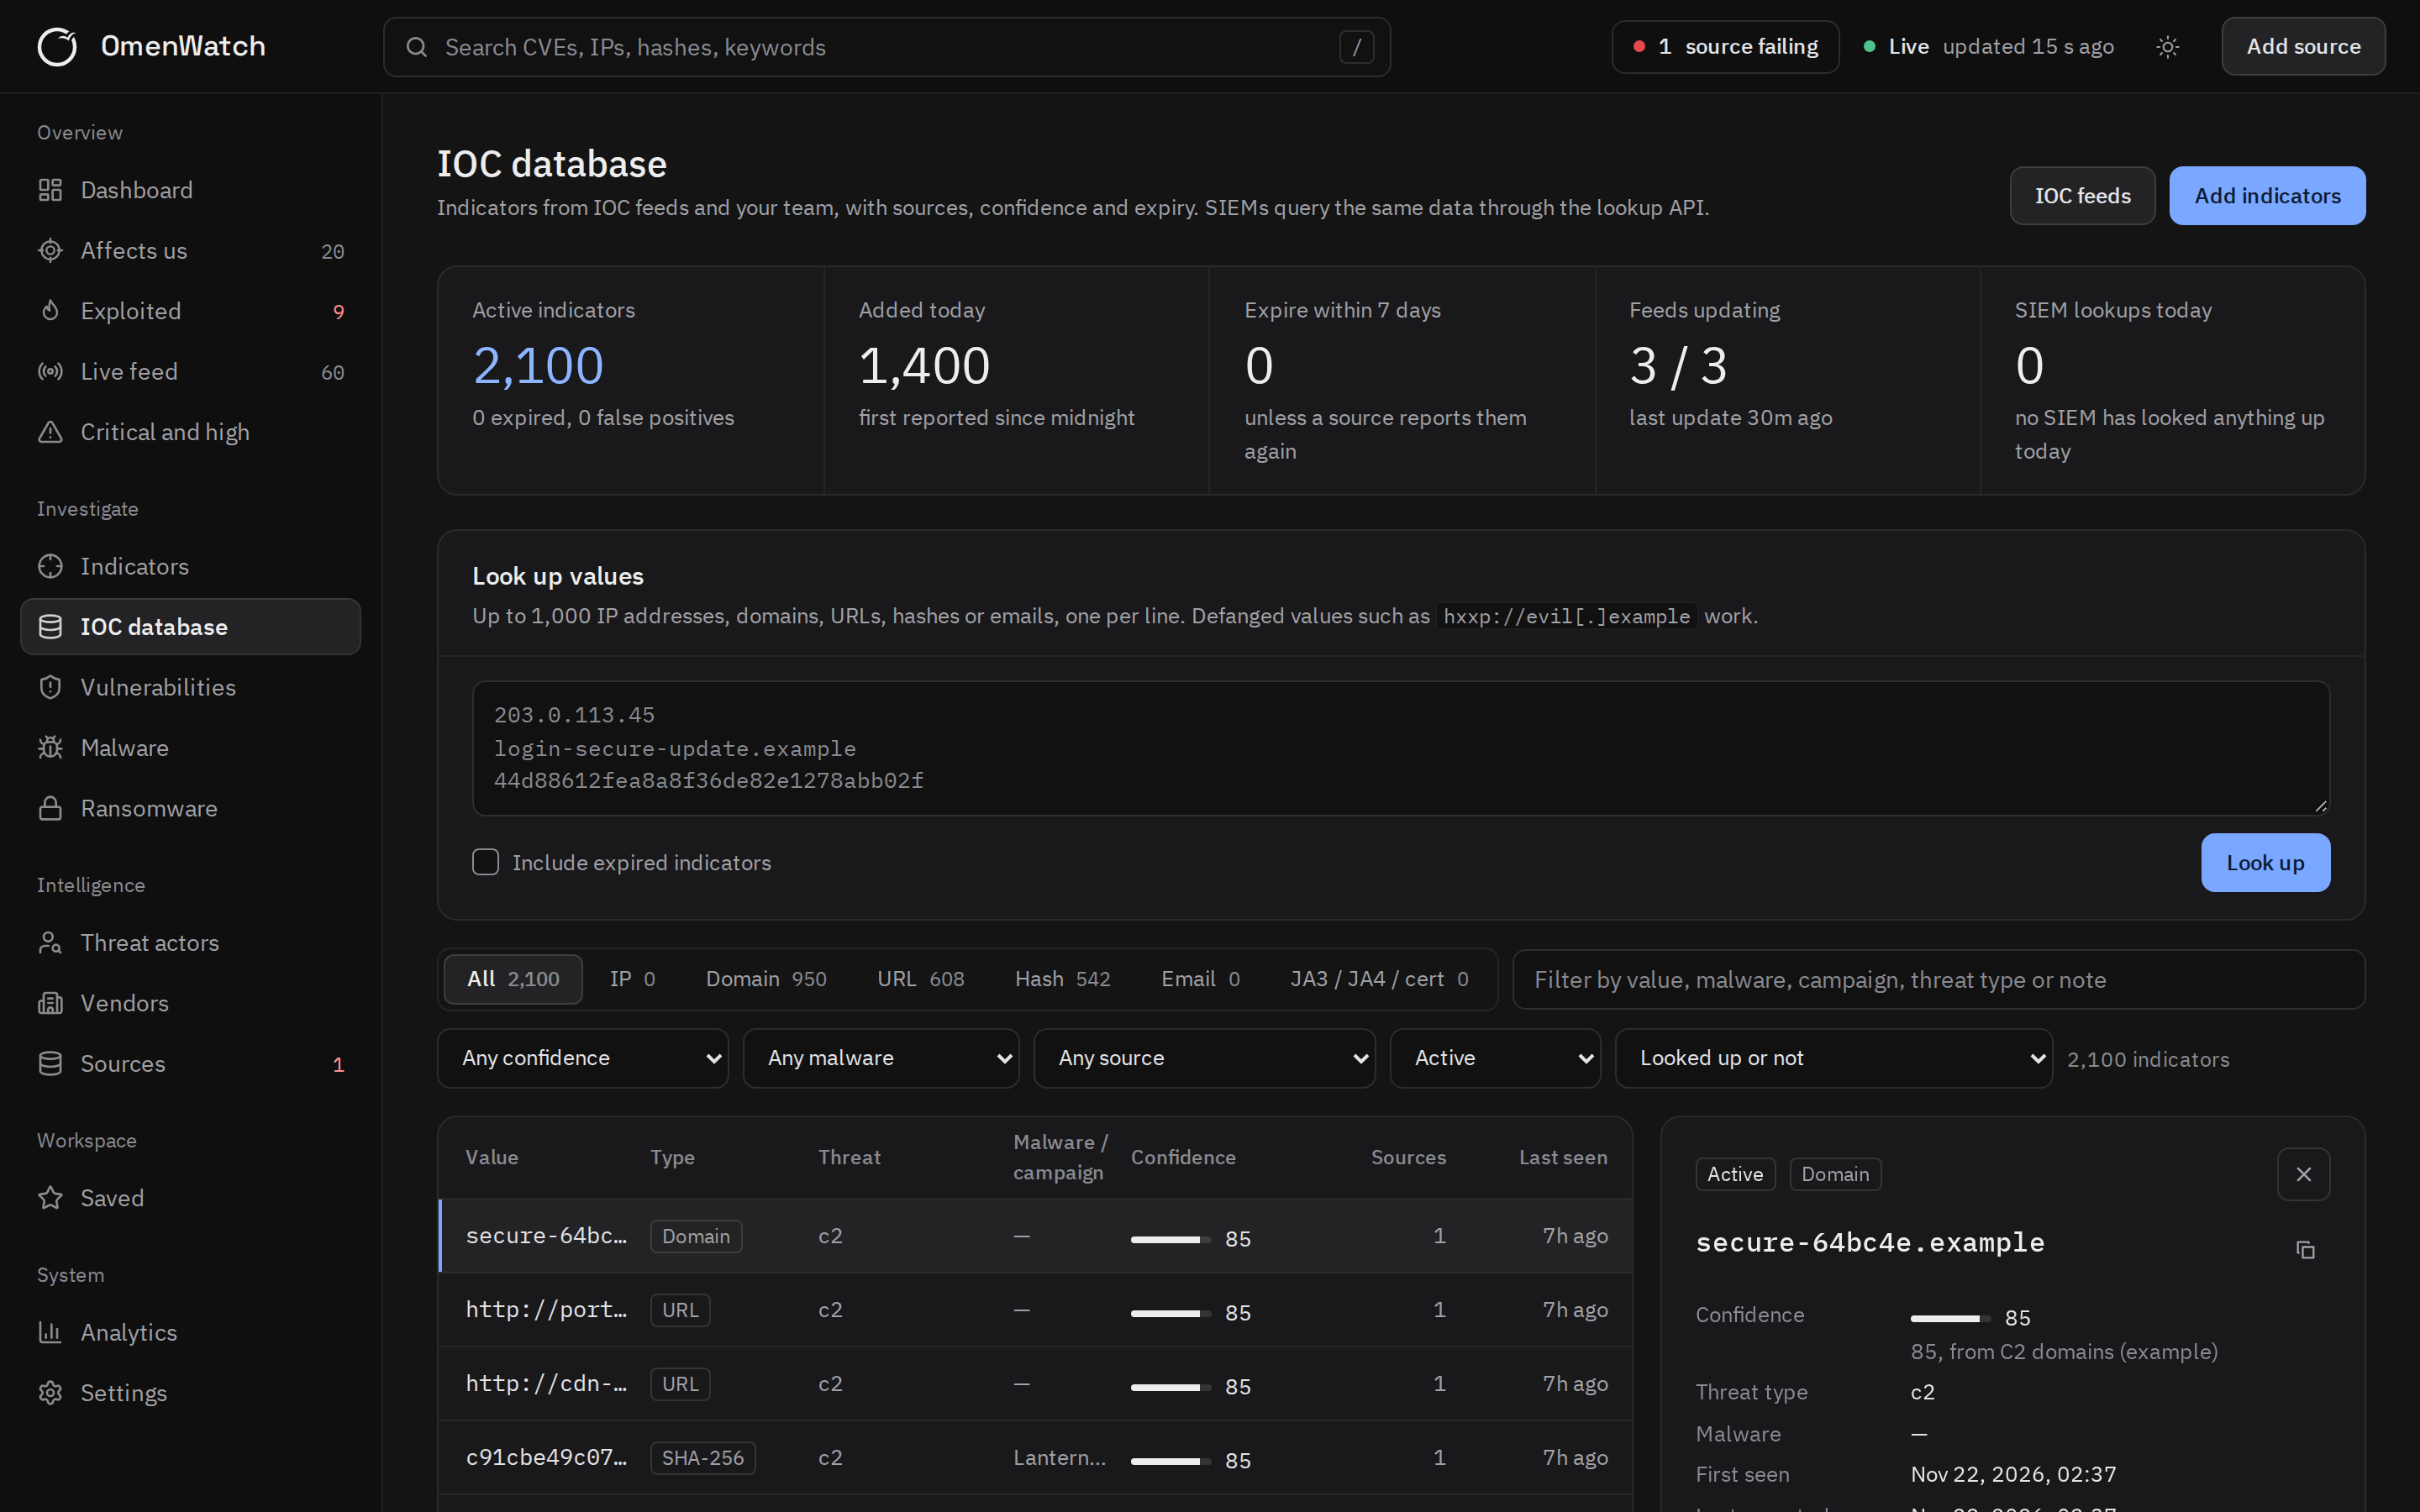 OmenWatch
Search CVEs, IPs, hashes, keywords
/
1 source failing
Live updated 15 s ago
Add source
Overview
Dashboard
Affects us 20
Exploited 9
Live feed 60
Critical and high
Investigate
Indicators
IOC database
Vulnerabilities
Malware
Ransomware
Intelligence
Threat actors
Vendors
Sources 1
Workspace
Saved
System
Analytics
Settings
IOC database
Indicators from IOC feeds and your team, with sources, confidence and expiry. SIEMs query the same data through the lookup API.
IOC feeds
Add indicators
Active indicators
2,100
0 expired, 0 false positives
Added today
1,400
first reported since midnight
Expire within 7 days
0
unless a source reports them
again
Feeds updating
3 / 3
last update 30m ago
SIEM lookups today
0
no SIEM has looked anything up
today
Look up values
Up to 1,000 IP addresses, domains, URLs, hashes or emails, one per line. Defanged values such as hxxp://evil[.]example work.
203.0.113.45
login-secure-update.example
44d88612fea8a8f36de82e1278abb02f
Include expired indicators
Look up
All 2,100 IP 0 Domain 950 URL 608 Hash 542 Email 0 JA3 / JA4 / cert 0
Filter by value, malware, campaign, threat type or note
Any confidence
Any malware
Any source
Active
Looked up or not
2,100 indicators
Value Type Threat Malware / campaign Confidence Sources Last seen
secure-64bc… Domain c2 — 85 1 7h ago
http://port… URL c2 — 85 1 7h ago
http://cdn-… URL c2 — 85 1 7h ago
c91cbe49c07… SHA-256 c2 Lantern… 85 1 7h ago
Active Domain
secure-64bc4e.example
Confidence 85
85, from C2 domains (example)
Threat type c2
Malware —
First seen Nov 22, 2026, 02:37